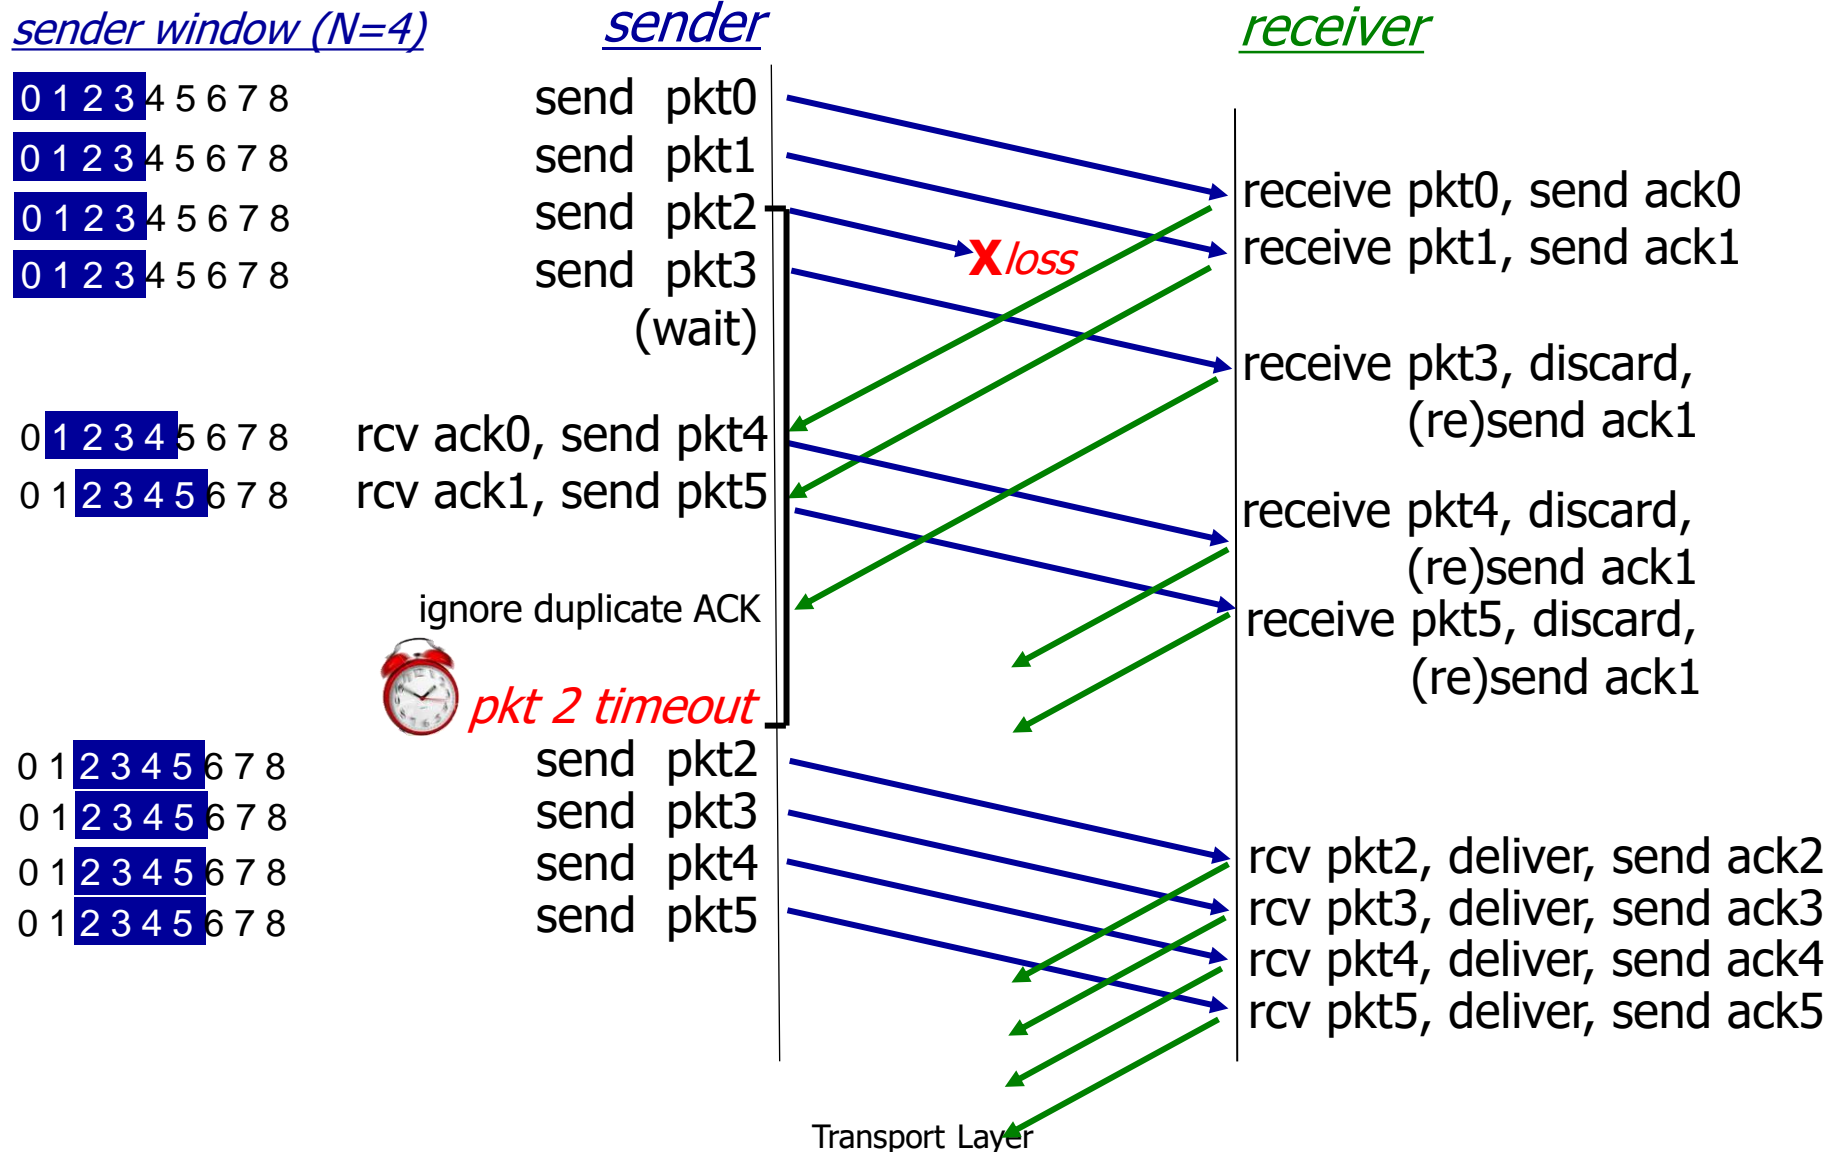 sender window (N=4) sender receiver
0 1 2 3 4 5 6 7 8 send pkt0
0 1 2 3 4 5 6 7 8 send pkt1
receive pkt0, send ack0
0 1 2 3 4 5 6 7 8 send pkt2
receive pkt1, send ack1
X loss
0 1 2 3 4 5 6 7 8 send pkt3
(wait)
receive pkt3, discard,
(re)send ack1
0 1 2 3 4 5 6 7 8 rcv ack0, send pkt4
0 1 2 3 4 5 6 7 8 rcv ack1, send pkt5
receive pkt4, discard,
(re)send ack1
ignore duplicate ACK
receive pkt5, discard,
(re)send ack1
pkt 2 timeout
0 1 2 3 4 5 6 7 8 send pkt2
0 1 2 3 4 5 6 7 8 send pkt3
0 1 2 3 4 5 6 7 8 send pkt4
rcv pkt2, deliver, send ack2
0 1 2 3 4 5 6 7 8 send pkt5
rcv pkt3, deliver, send ack3
rcv pkt4, deliver, send ack4
rcv pkt5, deliver, send ack5
Transport Layer